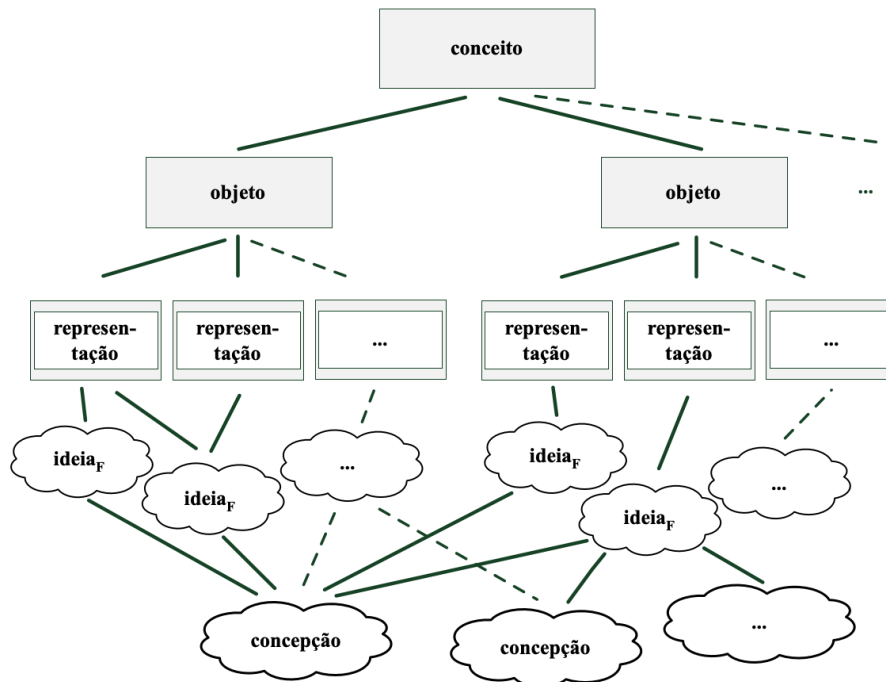 conceito
objeto
objeto
...
represen-
tação
represen-
tação
...
represen-
tação
represen-
tação
...
ideiaF
ideiaF
...
ideiaF
ideiaF
...
concepção
concepção
...